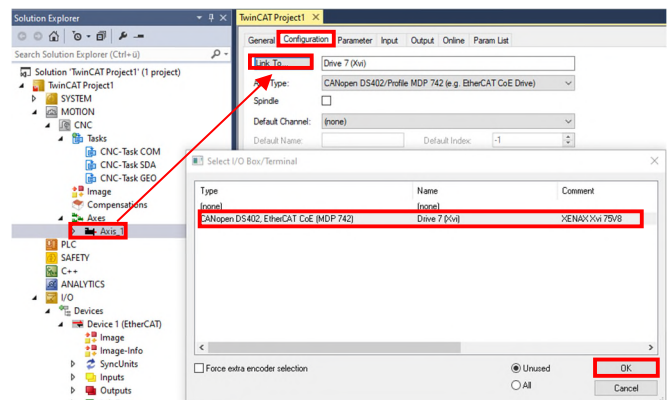 Solution Explorer
Search Solution Explorer (Ctrl+ü)
Solution 'TwinCAT Project1' (1 project)
TwinCAT Project1
SYSTEM
MOTION
CNC
Tasks
CNC-Task COM
CNC-Task SDA
CNC-Task GEO
Image
Compensations
Axes
Axis_1
PLC
SAFETY
C++
ANALYTICS
I/O
Devices
Device 1 (EtherCAT)
Image
Image-Info
SyncUnits
Inputs
Outputs
TwinCAT Project1
General Configuration Parameter Input Output Online Param List
Link To... Drive 7 (Xvi)
Type: CANopen DS402/Profile MDP 742 (e.g. EtherCAT CoE Drive)
Spindle
Default Channel: (none)
Default Name: Default Index: -1
Select I/O Box/Terminal
Type Name Comment
(none) (none)
CANopen DS402, EtherCAT CoE (MDP 742) Drive 7 (Xvi) XENAX Xvi 75V8
Force extra encoder selection
Unused
All
OK
Cancel